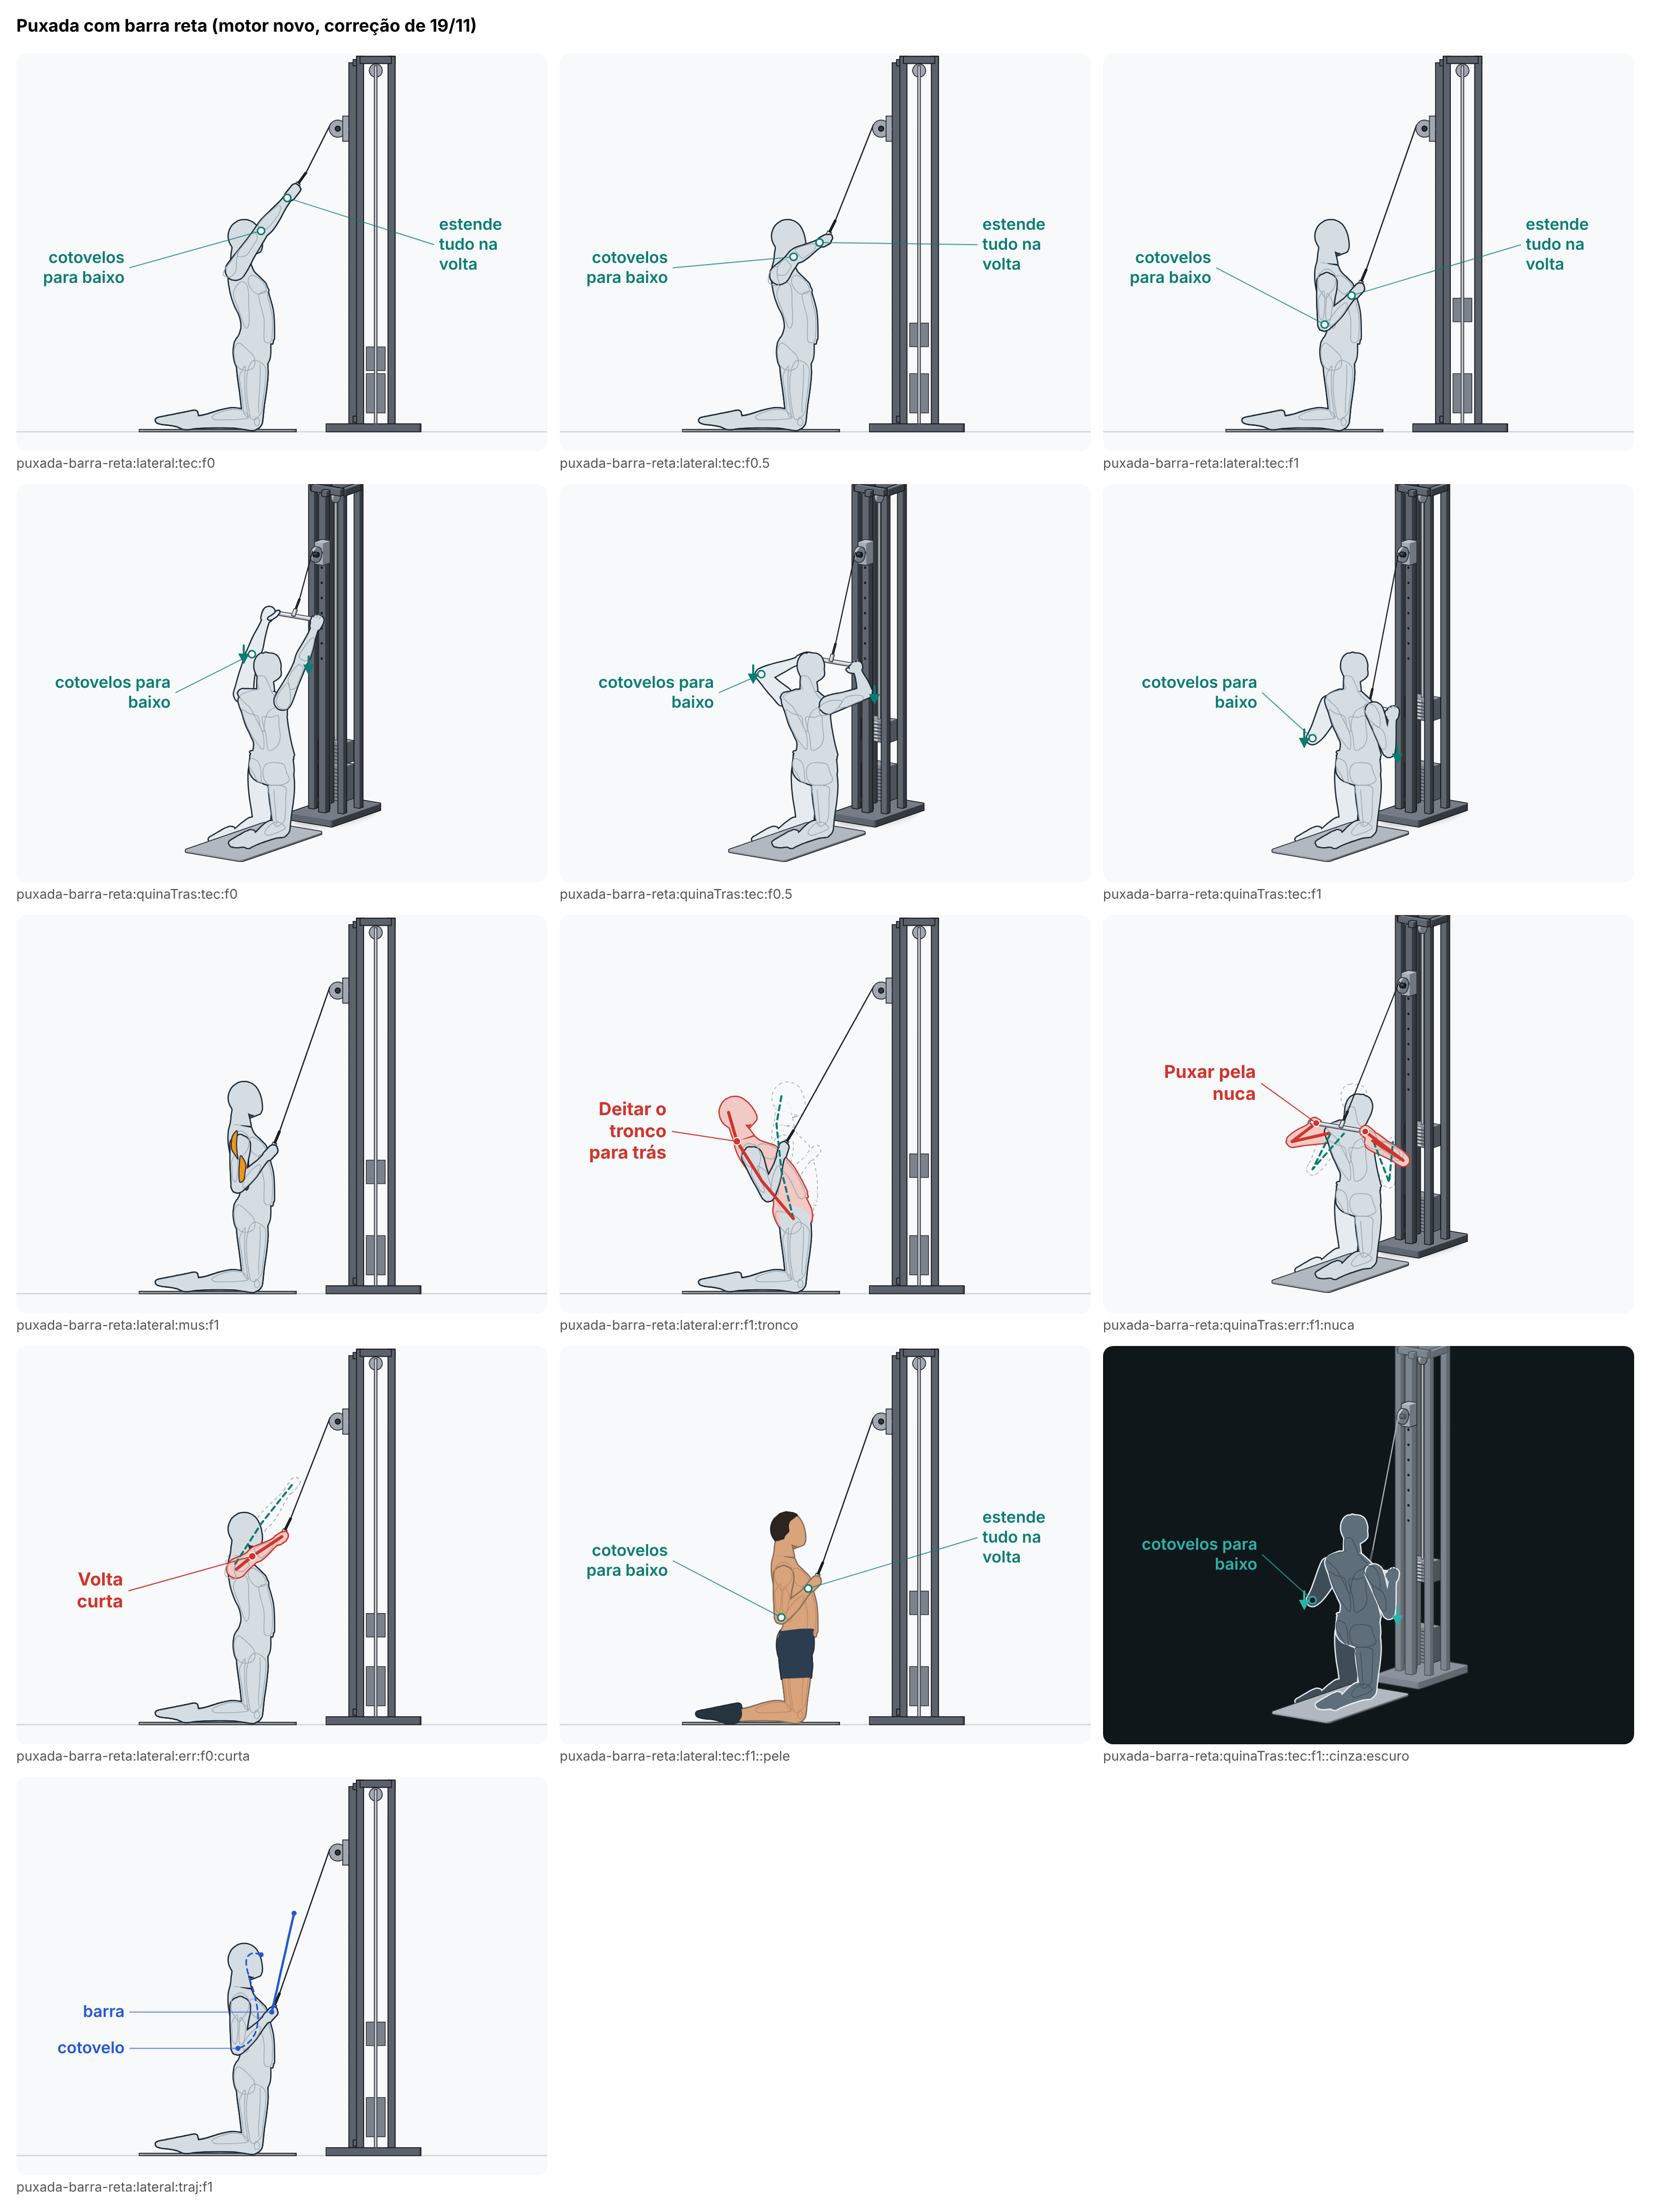 Puxada com barra reta (motor novo, correção de 19/11)
cotovelos
para baixo
estende
tudo na
volta
puxada-barra-reta:lateral:tec:f0
cotovelos
para baixo
estende
tudo na
volta
puxada-barra-reta:lateral:tec:f0.5
cotovelos
para baixo
estende
tudo na
volta
puxada-barra-reta:lateral:tec:f1
cotovelos para
baixo
puxada-barra-reta:quinaTras:tec:f0
cotovelos para
baixo
puxada-barra-reta:quinaTras:tec:f0.5
cotovelos para
baixo
puxada-barra-reta:quinaTras:tec:f1
puxada-barra-reta:lateral:mus:f1
Deitar o
tronco
para trás
puxada-barra-reta:lateral:err:f1:tronco
Puxar pela
nuca
puxada-barra-reta:quinaTras:err:f1:nuca
Volta
curta
puxada-barra-reta:lateral:err:f0:curta
cotovelos
para baixo
estende
tudo na
volta
puxada-barra-reta:lateral:tec:f1::pele
cotovelos para
baixo
puxada-barra-reta:quinaTras:tec:f1::cinza:escuro
barra
cotovelo
puxada-barra-reta:lateral:traj:f1